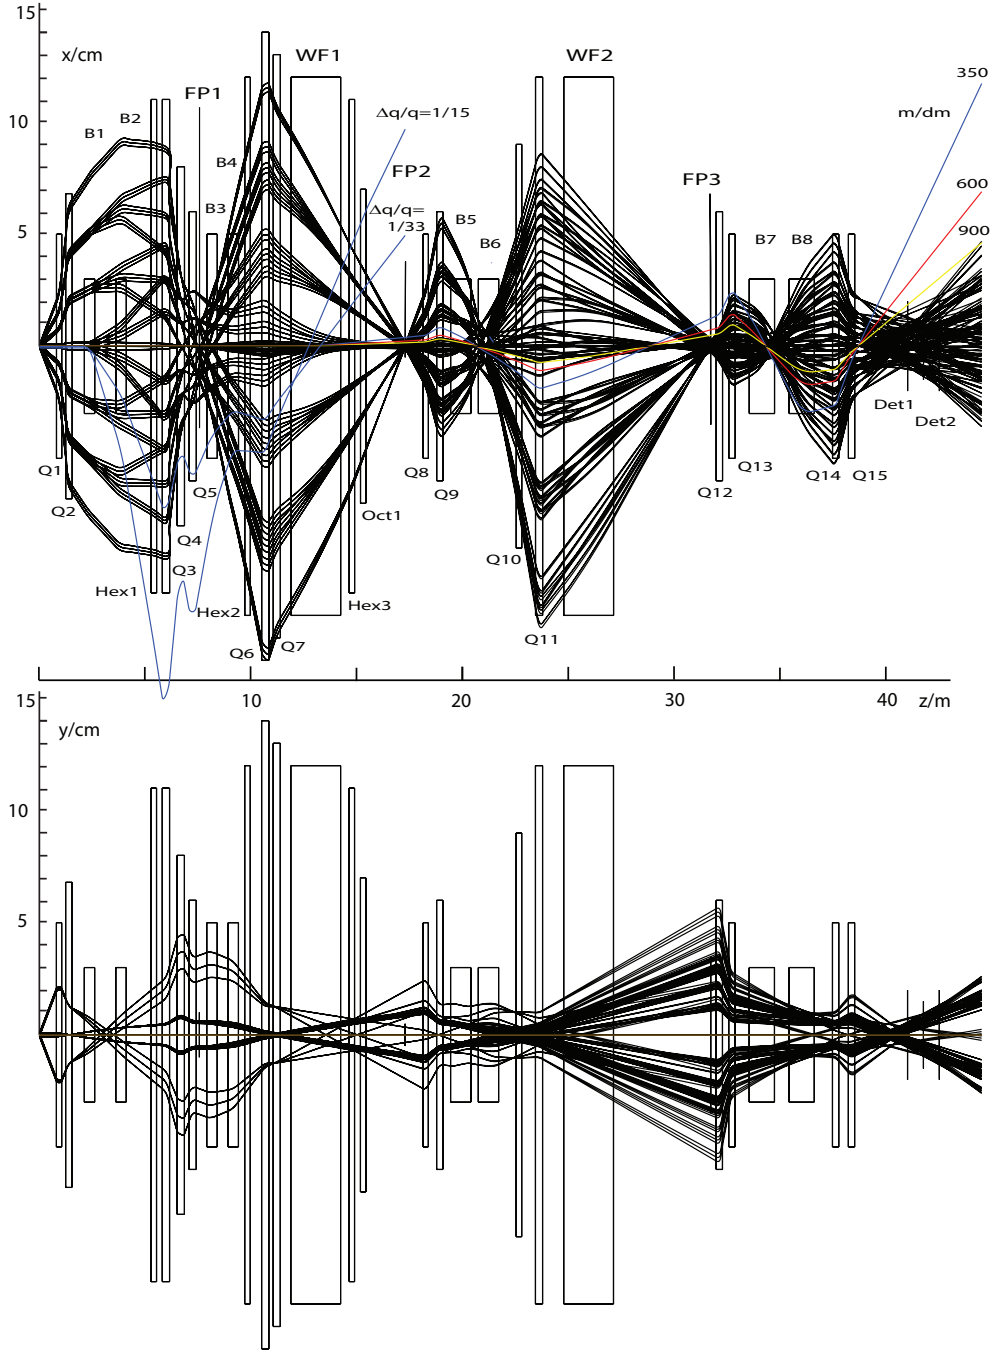 15
x/cm
WF1
WF2
350
FP1
B2
B1
Δq/q=1/15
m/dm
10
B4
FP2
FP3
600
B3
Δq/q=
1/33
B5
900
5
B6
B7
B8
Det1
Det2
Q1
Q8
Q13
Q14
Q15
Q2
Q5
Q9
Q12
Oct1
Q4
Q10
Q3
Hex1
Hex2
Hex3
Q6
Q7
Q11
15
10
20
30
40
z/m
y/cm
10
5